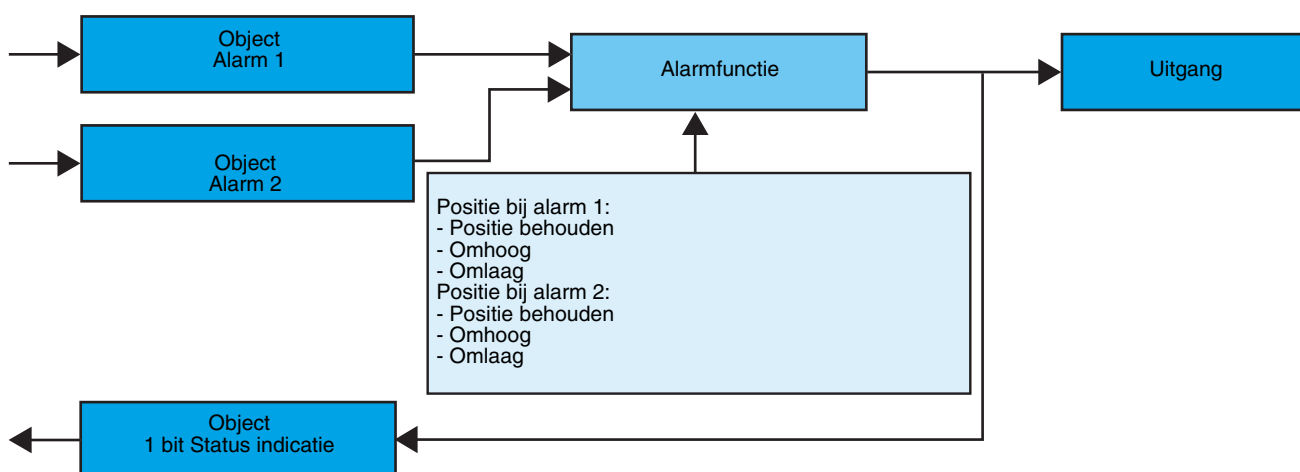 Object
Alarm 1
Alarmfunctie
Uitgang
Object
Alarm 2
Positie bij alarm 1:
- Positie behouden
- Omhoog
- Omlaag
Positie bij alarm 2:
- Positie behouden
- Omhoog
- Omlaag
Object
1 bit Status indicatie